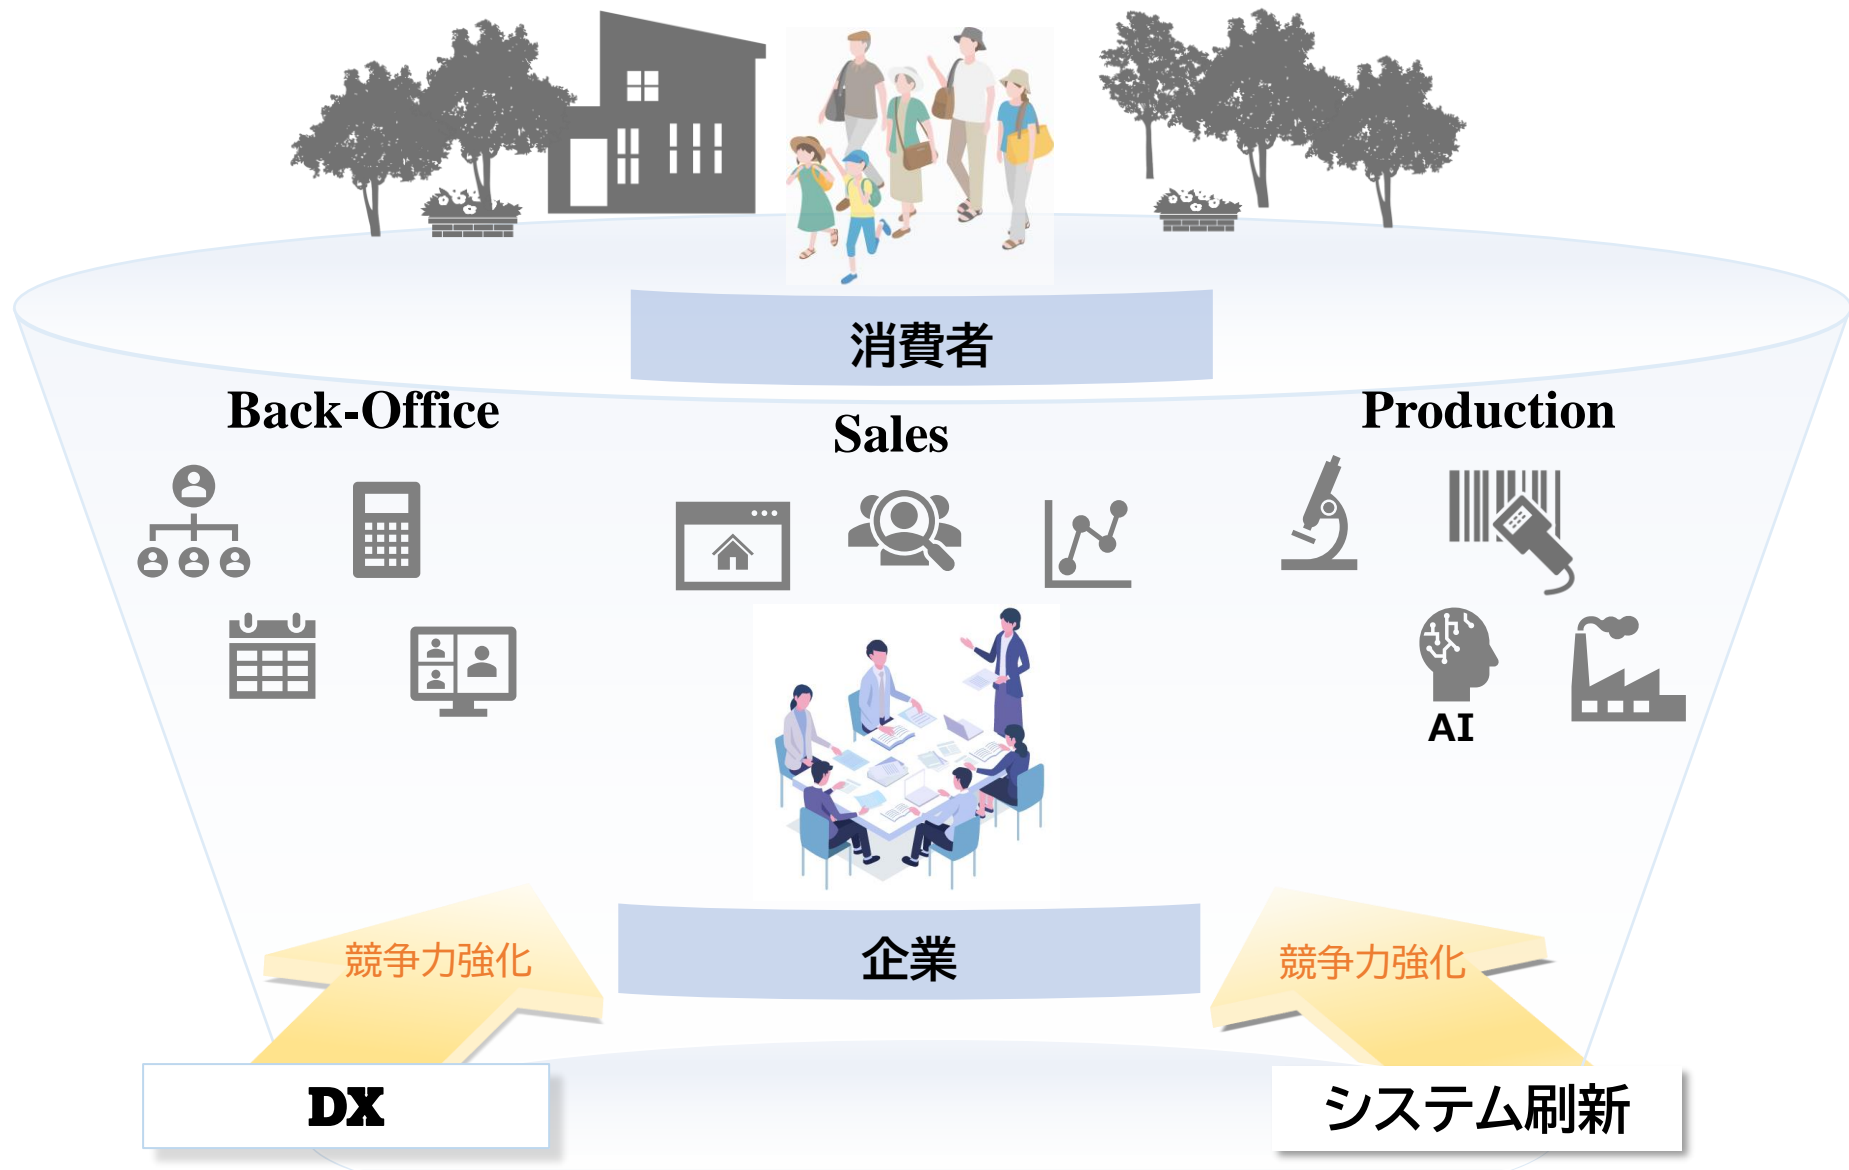 消費者
Back-Office
Sales
Production
AI
企業
競争力強化
競争力強化
DX
システム刷新